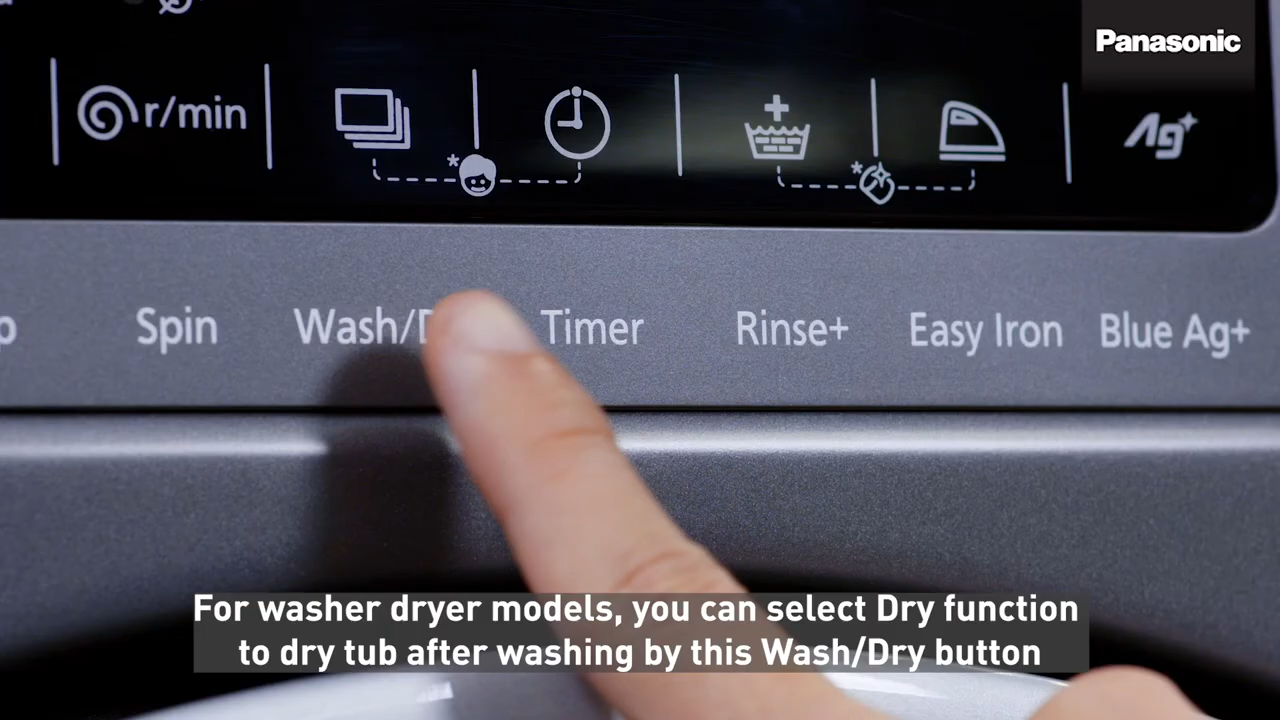 Panasonic
r/min
Ag+
Spin
Timer
Rinse+
Easy Iron
Blue Ag+
For washer dryer models, you can select Dry function
to dry tub after washing by this Wash/Dry button